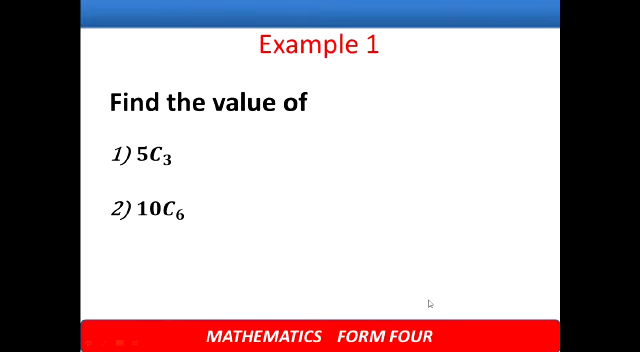 Example 1
Find the value of
1) 5C₃
2) 10C₆
MATHEMATICS FORM FOUR